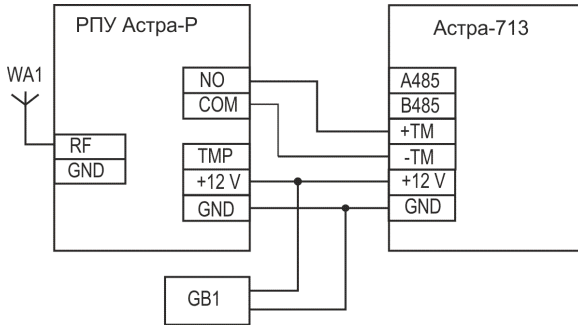 РПУ Астра-Р
Астра-713
WA1
NO
COM
RF
GND
TMP
+12 V
GND
A485
B485
+TM
-TM
+12 V
GND
GB1